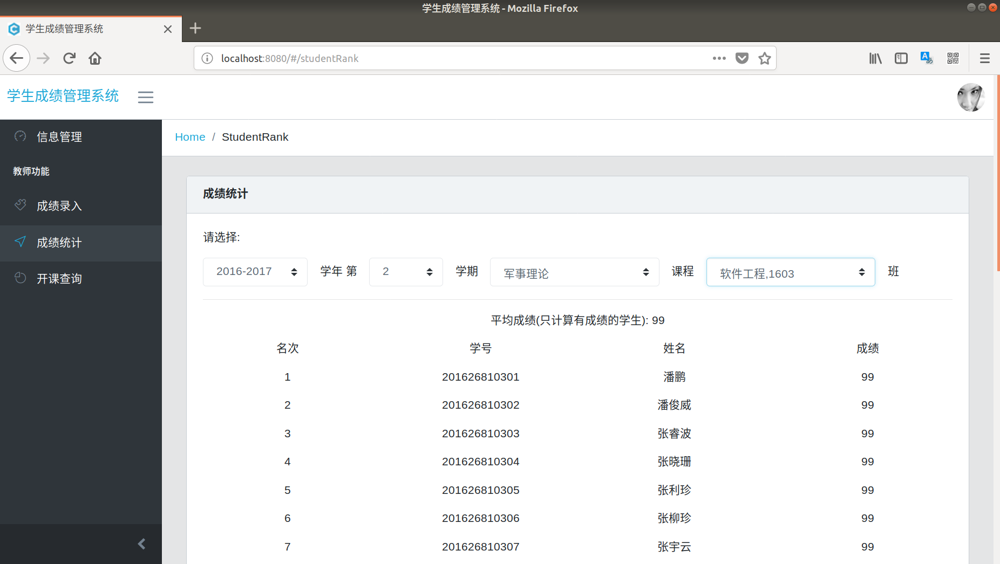 学生成绩管理系统 - Mozilla Firefox
学生成绩管理系统
localhost:8080/#/studentRank
学生成绩管理系统
信息管理
教师功能
成绩录入
成绩统计
开课查询
Home / StudentRank
成绩统计
请选择:
2016-2017 学年 第 2 学期 军事理论 课程 软件工程,1603 班
平均成绩(只计算有成绩的学生): 99
名次 学号 姓名 成绩
1 201626810301 潘鹏 99
2 201626810302 潘俊威 99
3 201626810303 张睿波 99
4 201626810304 张晓珊 99
5 201626810305 张利珍 99
6 201626810306 张柳珍 99
7 201626810307 张宇云 99